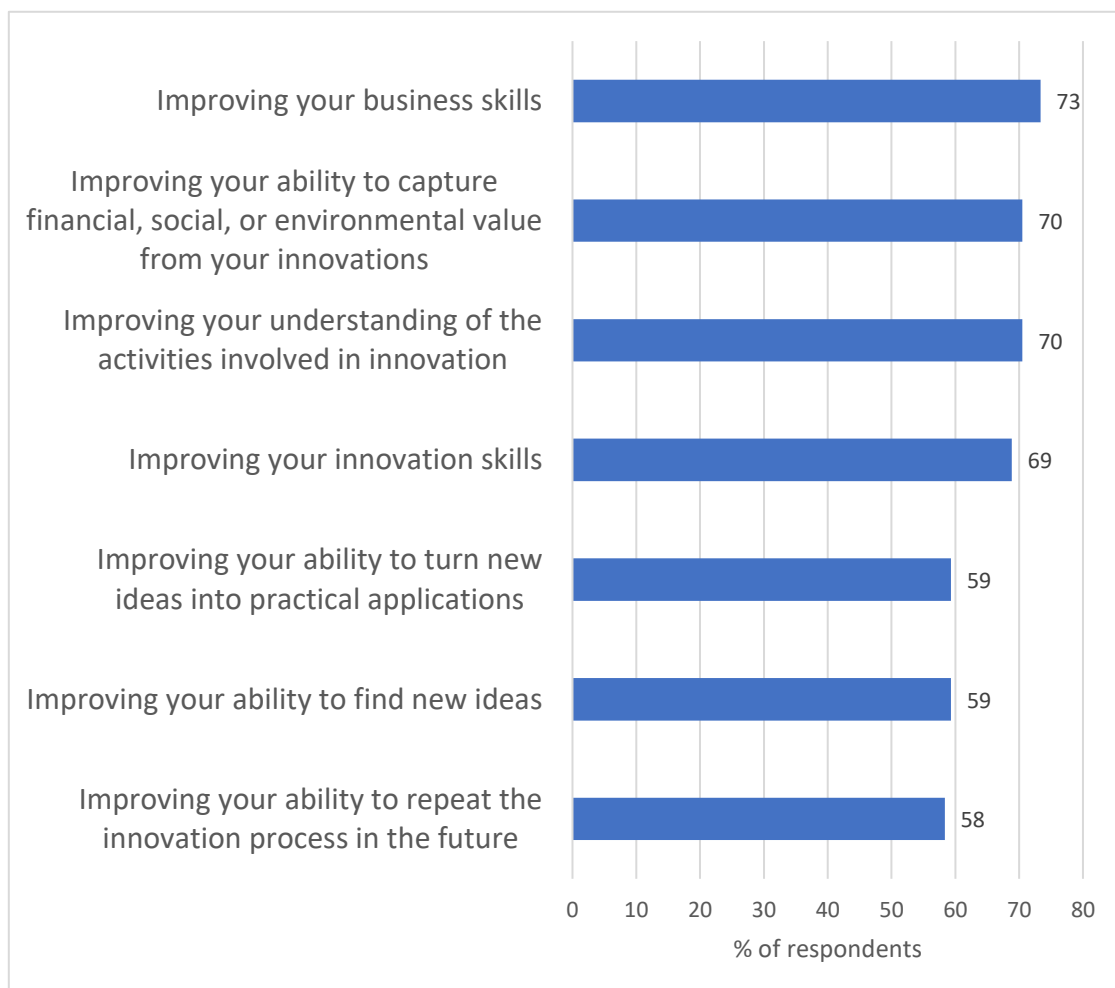 Improving your business skills
73
Improving your ability to capture
financial, social, or environmental value
from your innovations
70
Improving your understanding of the
activities involved in innovation
70
Improving your innovation skills
69
Improving your ability to turn new
ideas into practical applications
59
Improving your ability to find new ideas
59
Improving your ability to repeat the
innovation process in the future
58
0 10 20 30 40 50 60 70 80
% of respondents